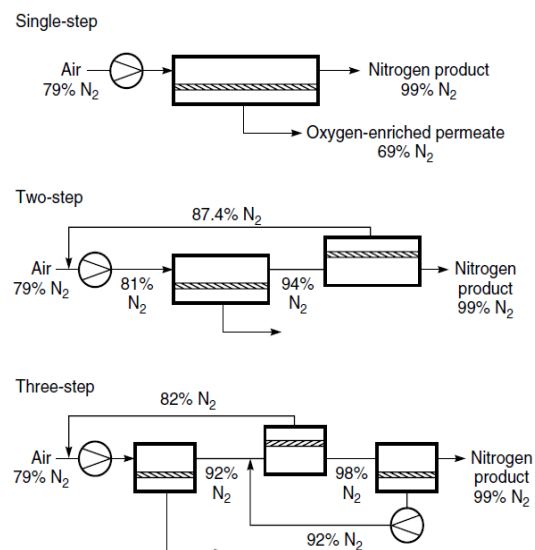 Single-step
Air
79% N2
Nitrogen product
99% N2
Oxygen-enriched permeate
69% N2
Two-step
87.4% N2
Air
79% N2
81%
N2
94%
N2
Nitrogen
product
99% N2
Three-step
82% N2
Air
79% N2
92%
N2
98%
N2
Nitrogen
product
99% N2
92% N2